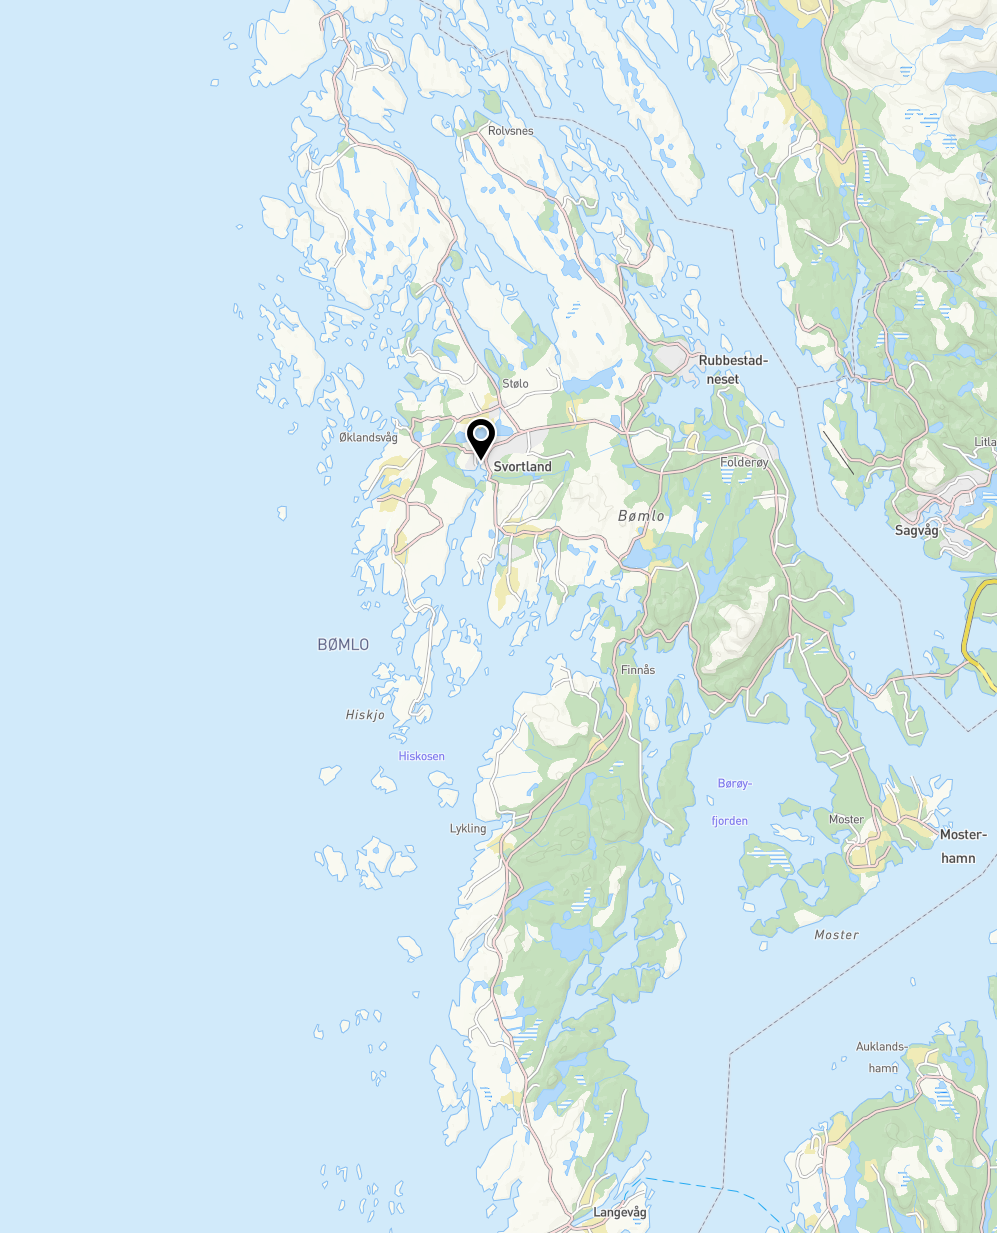 Rolvsnes
Rubbestad-
neset
Stølo
Øklandsvåg
Svortland
Folderøy
Litla
Bømlo
Sagvåg
BØMLO
Finnås
Hiskjo
Hiskosen
Børøy-
fjorden
Lykling
Moster
Moster-
hamn
Moster
Auklands-
hamn
Langevåg